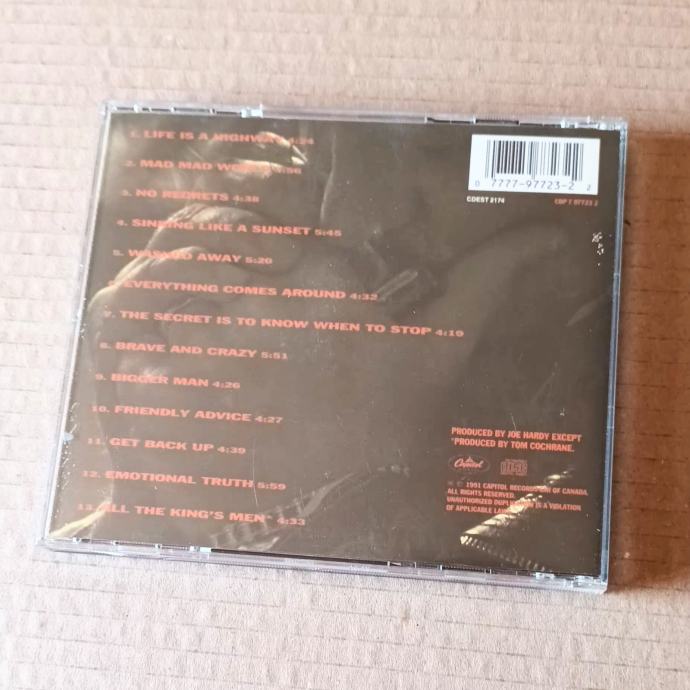 1. LIFE IS A HIGHWAY 4:24
2. MAD MAD WORLD 4:56
3. NO REGRETS 4:38
4. SINKING LIKE A SUNSET 5:45
5. WASHED AWAY 5:20
6. EVERYTHING COMES AROUND 4:32
7. THE SECRET IS TO KNOW WHEN TO STOP 4:19
8. BRAVE AND CRAZY 5:51
9. BIGGER MAN 4:26
10. FRIENDLY ADVICE 4:27
11. GET BACK UP 4:39
12. EMOTIONAL TRUTH 5:59
13. ALL THE KING'S MEN* 4:33
0 7777-97723-2 2
CDEST 2174
CDP 7 97723 2
PRODUCED BY JOE HARDY EXCEPT
*PRODUCED BY TOM COCHRANE.
Capitol
disc
℗ © 1991 CAPITOL RECORDS-EMI OF CANADA.
ALL RIGHTS RESERVED.
UNAUTHORIZED DUPLICATION IS A VIOLATION
OF APPLICABLE LAWS